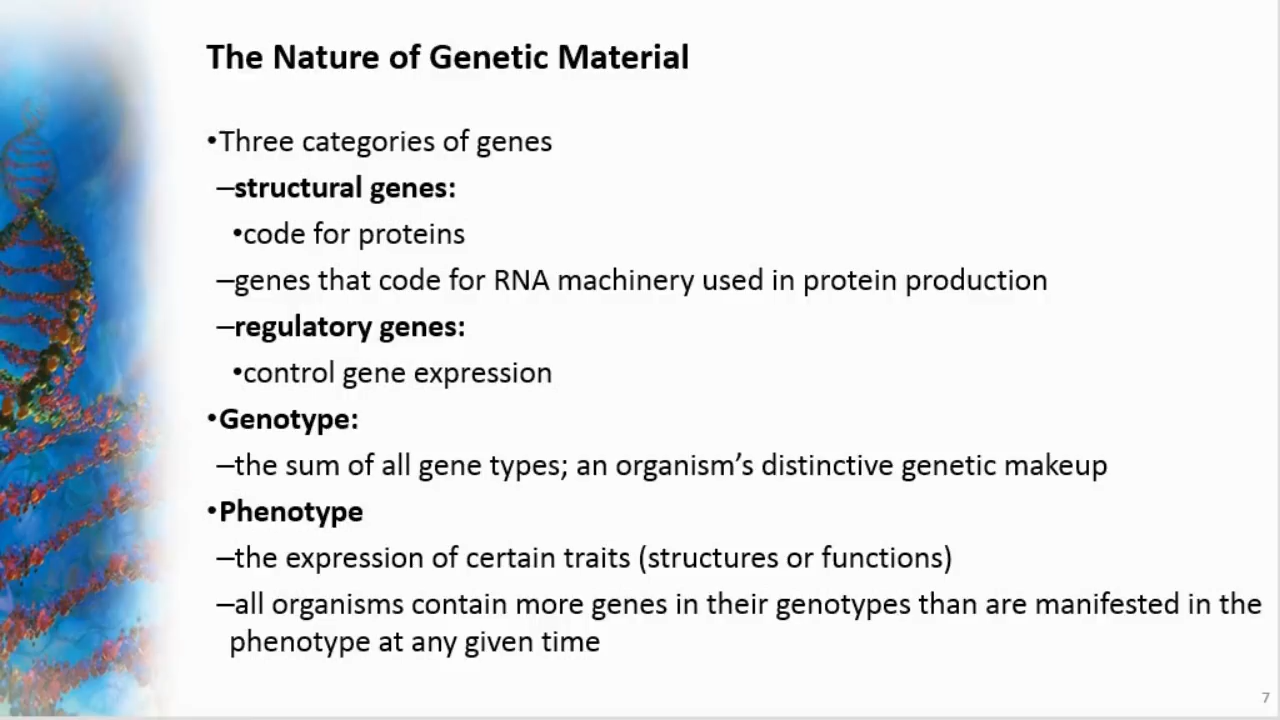 The Nature of Genetic Material
•Three categories of genes
–structural genes:
•code for proteins
–genes that code for RNA machinery used in protein production
–regulatory genes:
•control gene expression
•Genotype:
–the sum of all gene types; an organism’s distinctive genetic makeup
•Phenotype
–the expression of certain traits (structures or functions)
–all organisms contain more genes in their genotypes than are manifested in the
phenotype at any given time
7